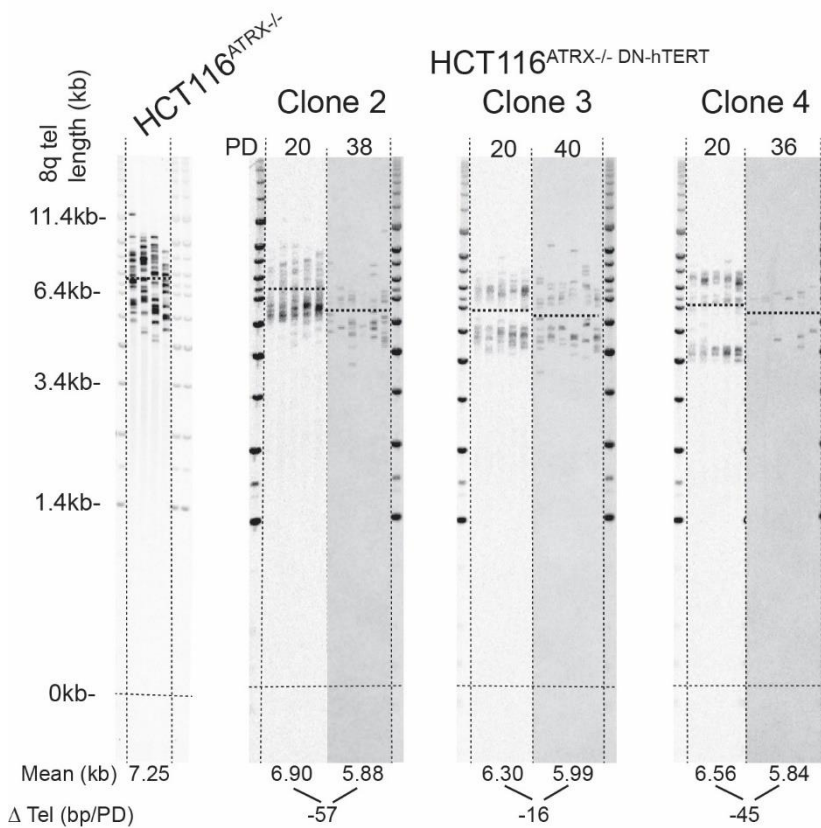 HCT116ATRX-/-
HCT116ATRX-/- DN-hTERT
Clone 2
Clone 3
Clone 4
8q tel
length (kb)
PD 20 38 20 40 20 36
11.4kb-
6.4kb-
3.4kb-
1.4kb-
0kb-
Mean (kb) 7.25 6.90 5.88 6.30 5.99 6.56 5.84
Δ Tel (bp/PD) -57 -16 -45